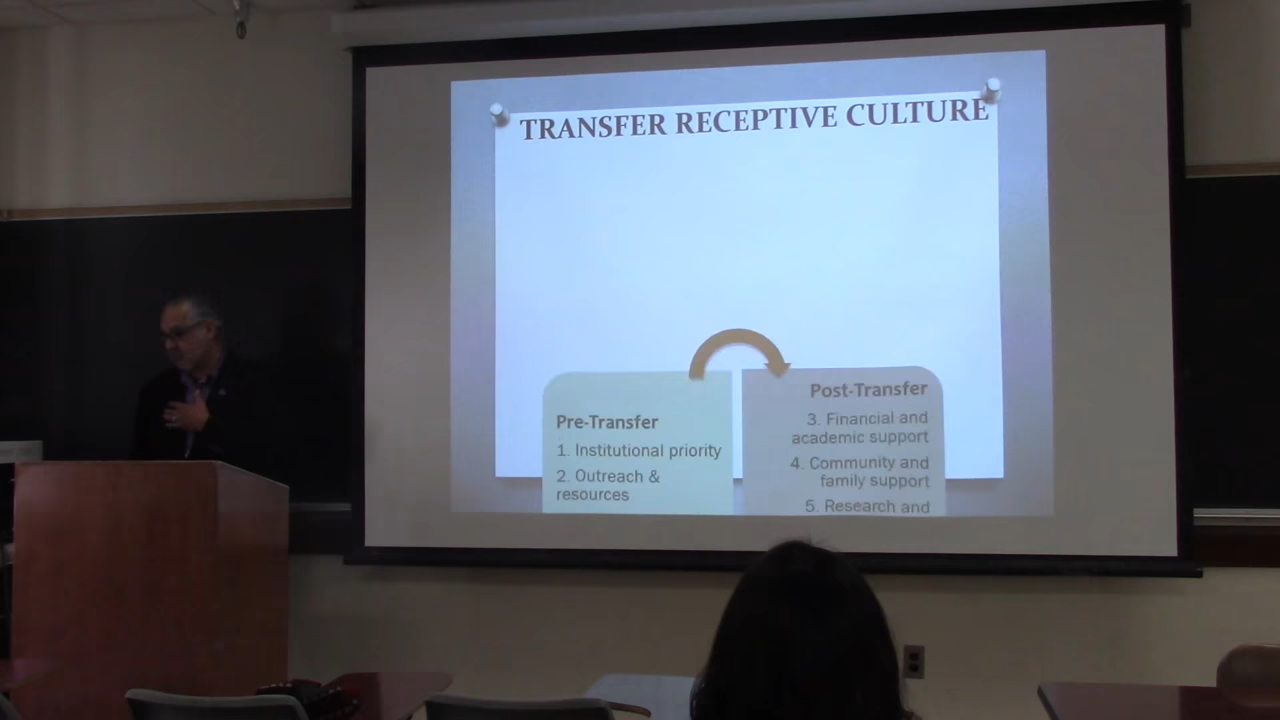 TRANSFER RECEPTIVE CULTURE
Pre-Transfer
1. Institutional priority
2. Outreach &
resources
Post-Transfer
3. Financial and
academic support
4. Community and
family support
5. Research and